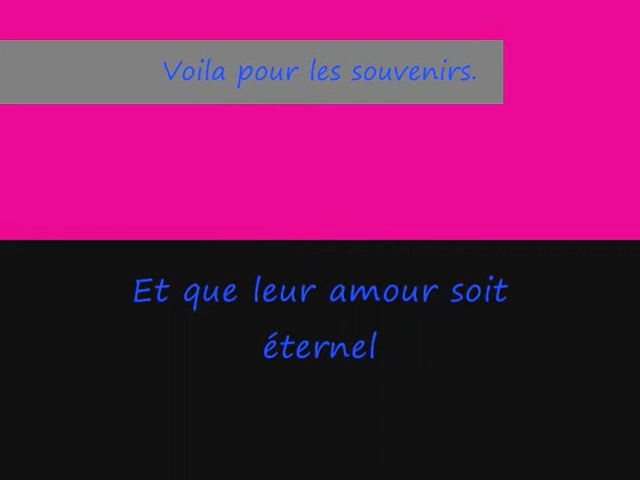 Voila pour les souvenirs.
Et que leur amour soit
éternel